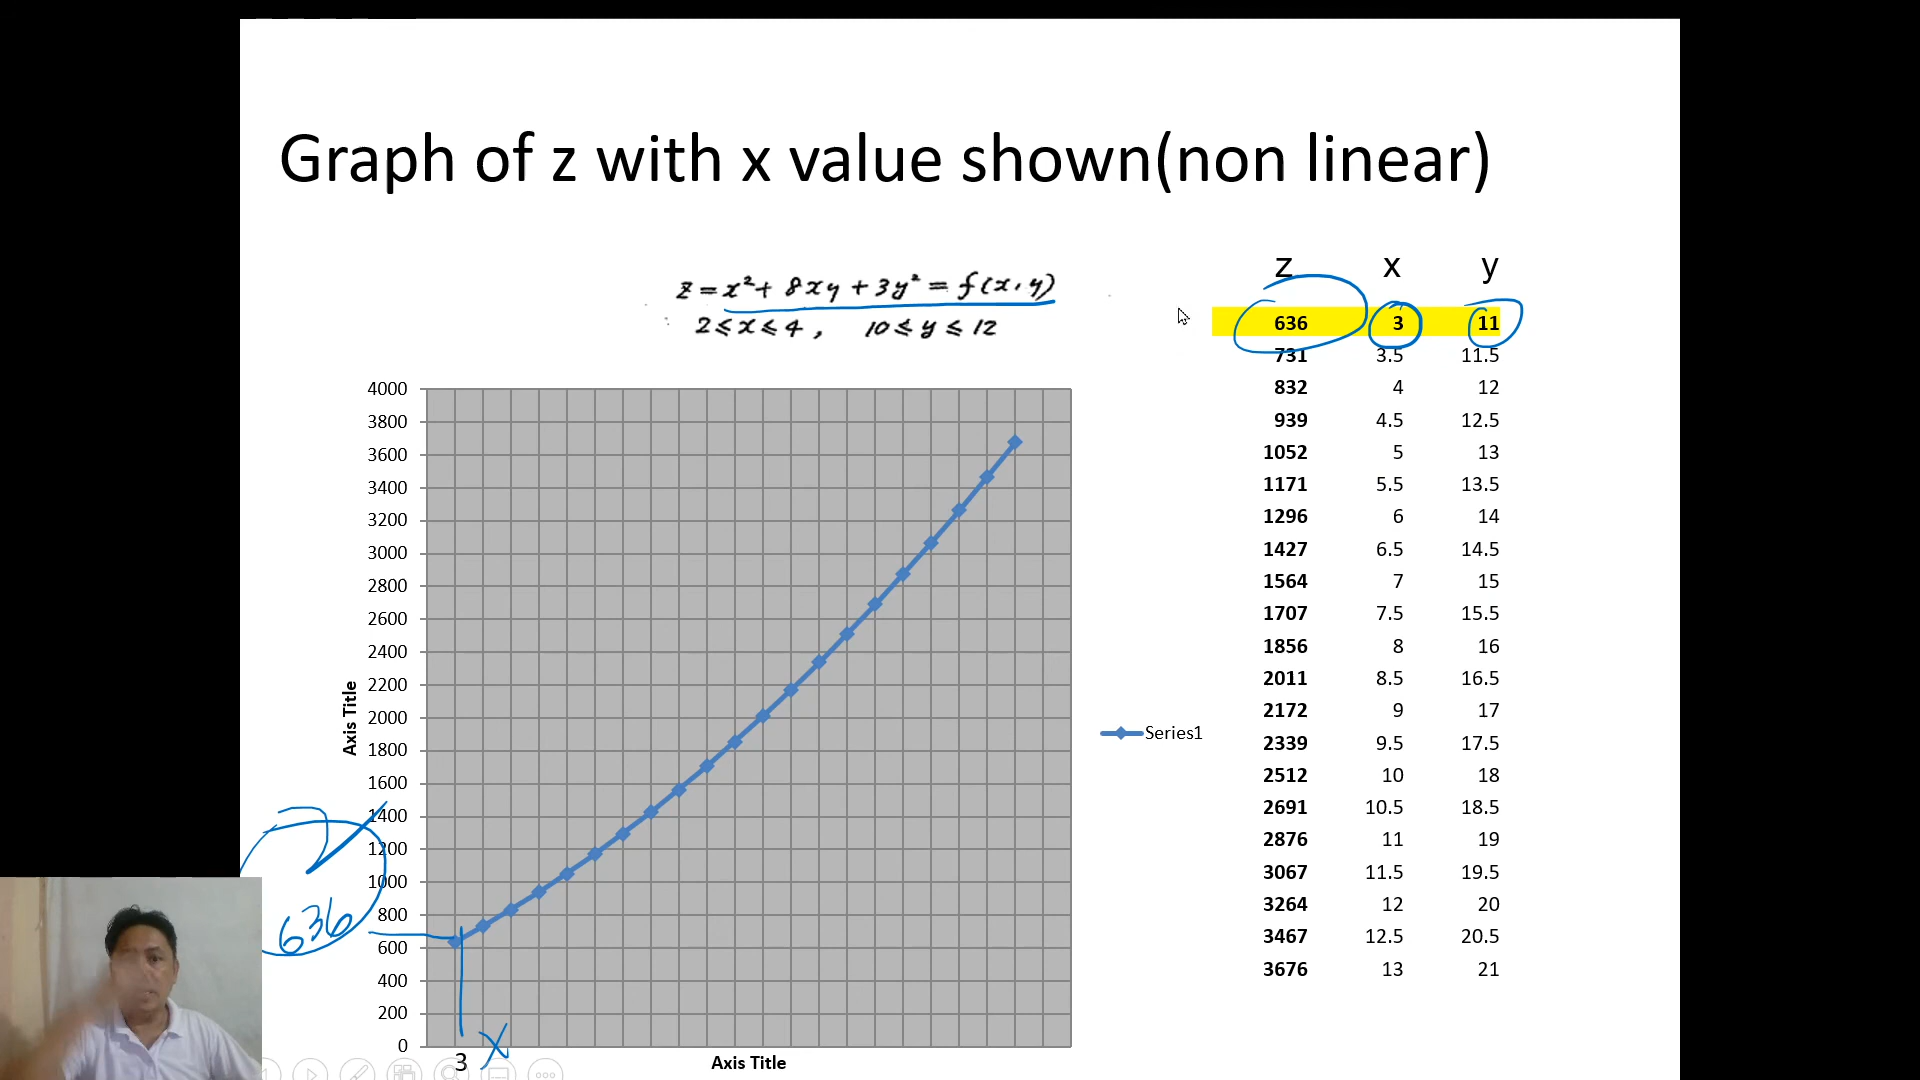 Graph of z with x value shown(non linear)
z = x² + 8xy + 3y² = f(x,y)
2 ≤ x ≤ 4 , 10 ≤ y ≤ 12
z x y
636 3 11
731 3.5 11.5
832 4 12
939 4.5 12.5
1052 5 13
1171 5.5 13.5
1296 6 14
1427 6.5 14.5
1564 7 15
1707 7.5 15.5
1856 8 16
2011 8.5 16.5
2172 9 17
2339 9.5 17.5
2512 10 18
2691 10.5 18.5
2876 11 19
3067 11.5 19.5
3264 12 20
3467 12.5 20.5
3676 13 21
4000
3800
3600
3400
3200
3000
2800
2600
2400
2200
2000
1800
1600
1400
1200
1000
800
600
400
200
0
Axis Title
Series1
636
3 X
Axis Title